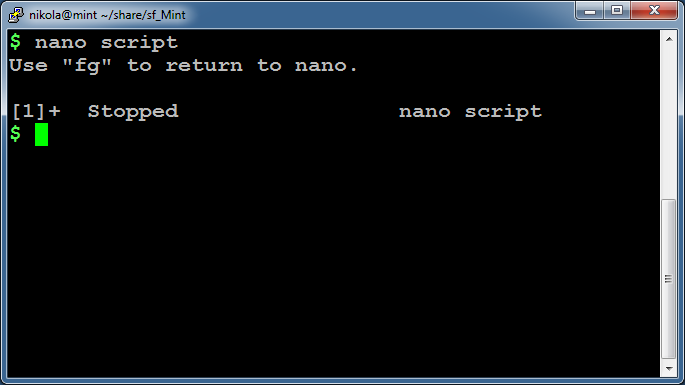 nikola@mint ~/share/sf_Mint
$ nano script
Use "fg" to return to nano.
[1]+  Stopped                 nano script
$